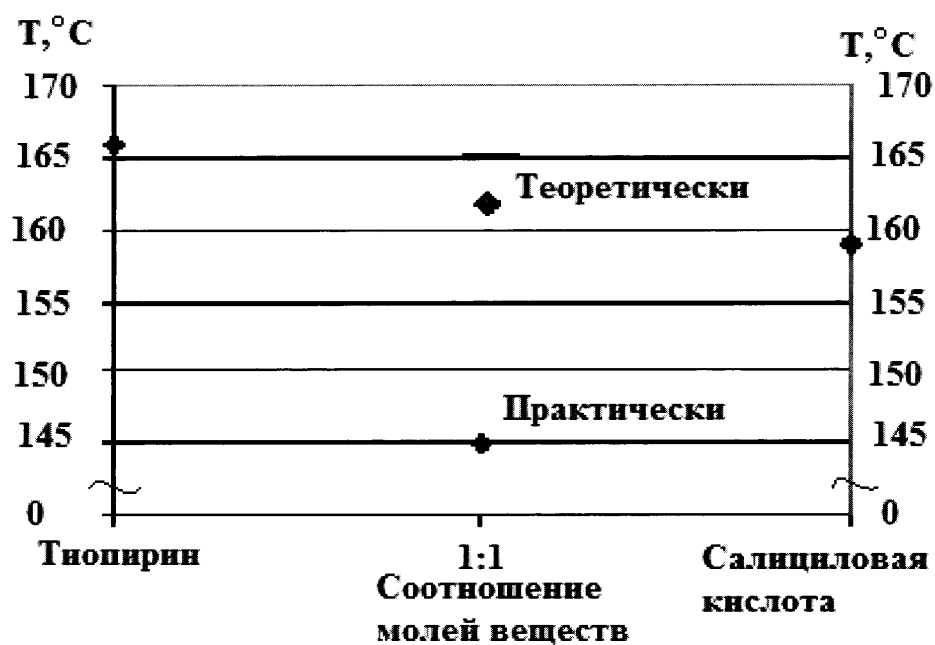 T,°C
T,°C
170
170
165
165
Теоретически
160
160
155
155
150
150
Практически
145
145
0
0
Тиопирин
1:1
Салициловая
кислота
Соотношение
молей веществ